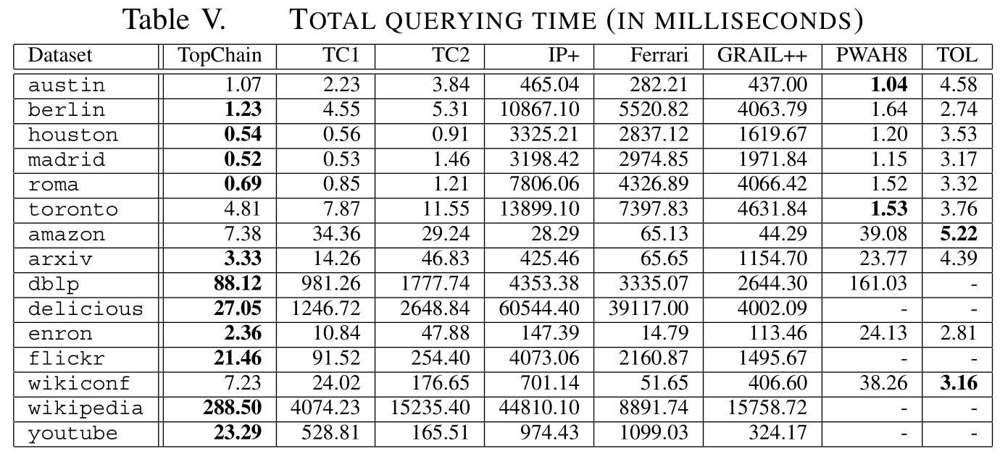 Table V. TOTAL QUERYING TIME (IN MILLISECONDS)
Dataset TopChain TC1 TC2 IP+ Ferrari GRAIL++ PWAH8 TOL
austin 1.07 2.23 3.84 465.04 282.21 437.00 1.04 4.58
berlin 1.23 4.55 5.31 10867.10 5520.82 4063.79 1.64 2.74
houston 0.54 0.56 0.91 3325.21 2837.12 1619.67 1.20 3.53
madrid 0.52 0.53 1.46 3198.42 2974.85 1971.84 1.15 3.17
roma 0.69 0.85 1.21 7806.06 4326.89 4066.42 1.52 3.32
toronto 4.81 7.87 11.55 13899.10 7397.83 4631.84 1.53 3.76
amazon 7.38 34.36 29.24 28.29 65.13 44.29 39.08 5.22
arxiv 3.33 14.26 46.83 425.46 65.65 1154.70 23.77 4.39
dblp 88.12 981.26 1777.74 4353.38 3335.07 2644.30 161.03 -
delicious 27.05 1246.72 2648.84 60544.40 39117.00 4002.09 - -
enron 2.36 10.84 47.88 147.39 14.79 113.46 24.13 2.81
flickr 21.46 91.52 254.40 4073.06 2160.87 1495.67 - -
wikiconf 7.23 24.02 176.65 701.14 51.65 406.60 38.26 3.16
wikipedia 288.50 4074.23 15235.40 44810.10 8891.74 15758.72 - -
youtube 23.29 528.81 165.51 974.43 1099.03 324.17 - -